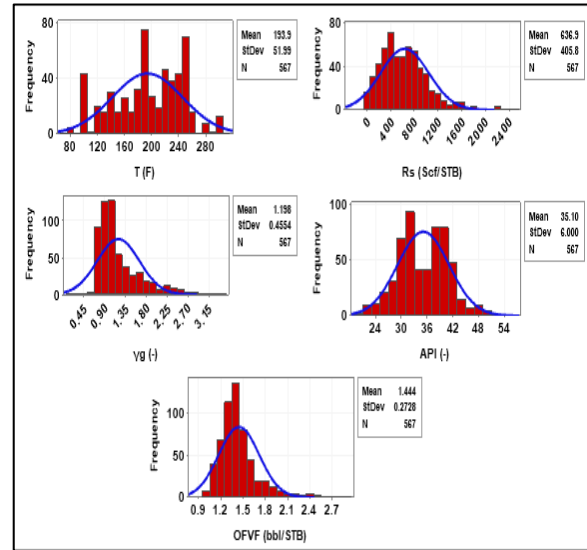 80
40
0
Frequency
80 120 160 200 240 280
T (F)
Mean 193.9
StDev 51.99
N 567
80
40
0
Frequency
0 400 800 1200 1600 2000 2400
Rs (Scf/STB)
Mean 636.9
StDev 405.8
N 567
100
50
0
Frequency
0.45 0.90 1.35 1.80 2.25 2.70 3.15
γg (-)
Mean 1.198
StDev 0.4554
N 567
100
50
0
Frequency
24 30 36 42 48 54
API (-)
Mean 35.10
StDev 6.000
N 567
100
50
0
Frequency
0.9 1.2 1.5 1.8 2.1 2.4 2.7
OFVF (bbl/STB)
Mean 1.444
StDev 0.2728
N 567